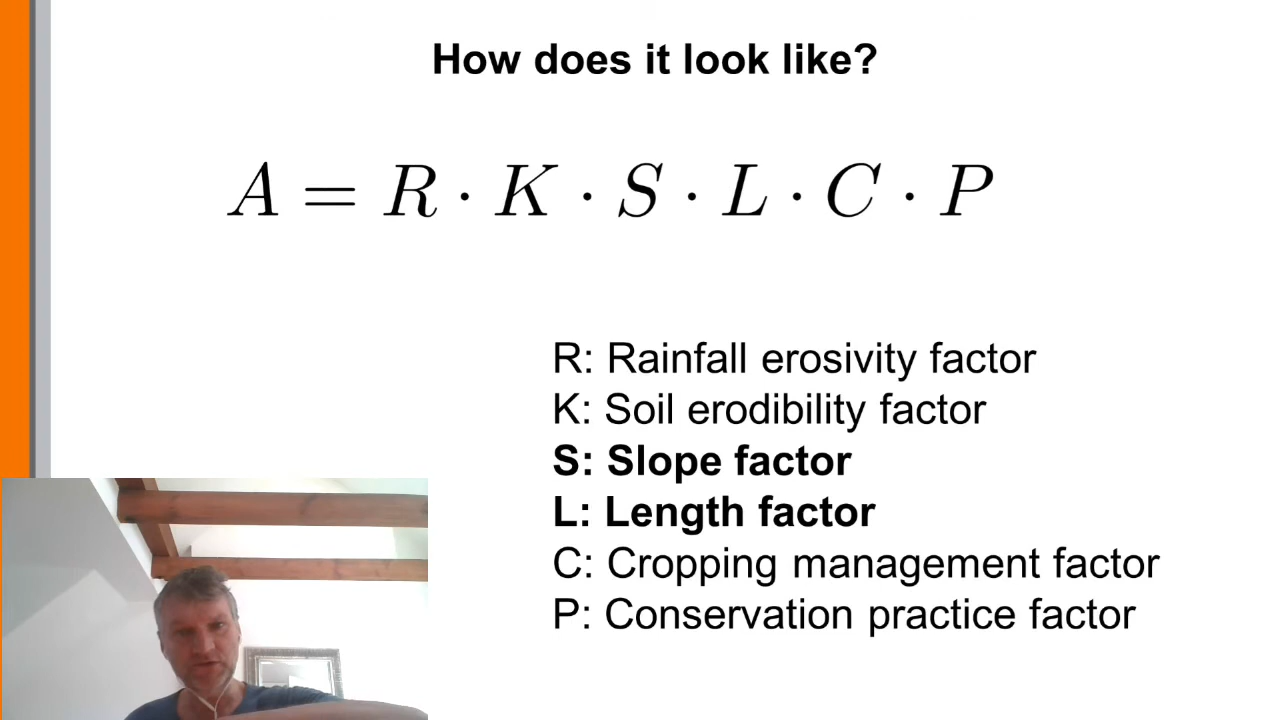 How does it look like?
A = R · K · S · L · C · P
R: Rainfall erosivity factor
K: Soil erodibility factor
S: Slope factor
L: Length factor
C: Cropping management factor
P: Conservation practice factor